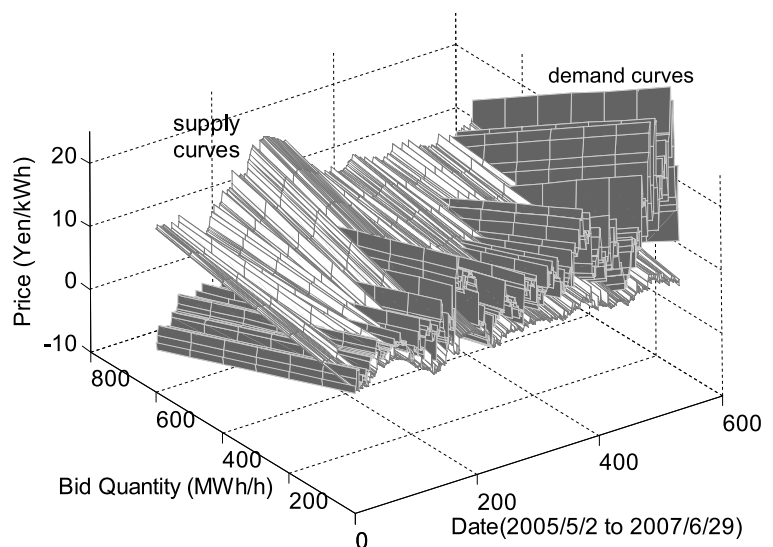 demand curves
supply
curves
Price (Yen/kWh)
20
10
0
-10
800
600
400
200
0
Bid Quantity (MWh/h)
200
400
600
Date(2005/5/2 to 2007/6/29)